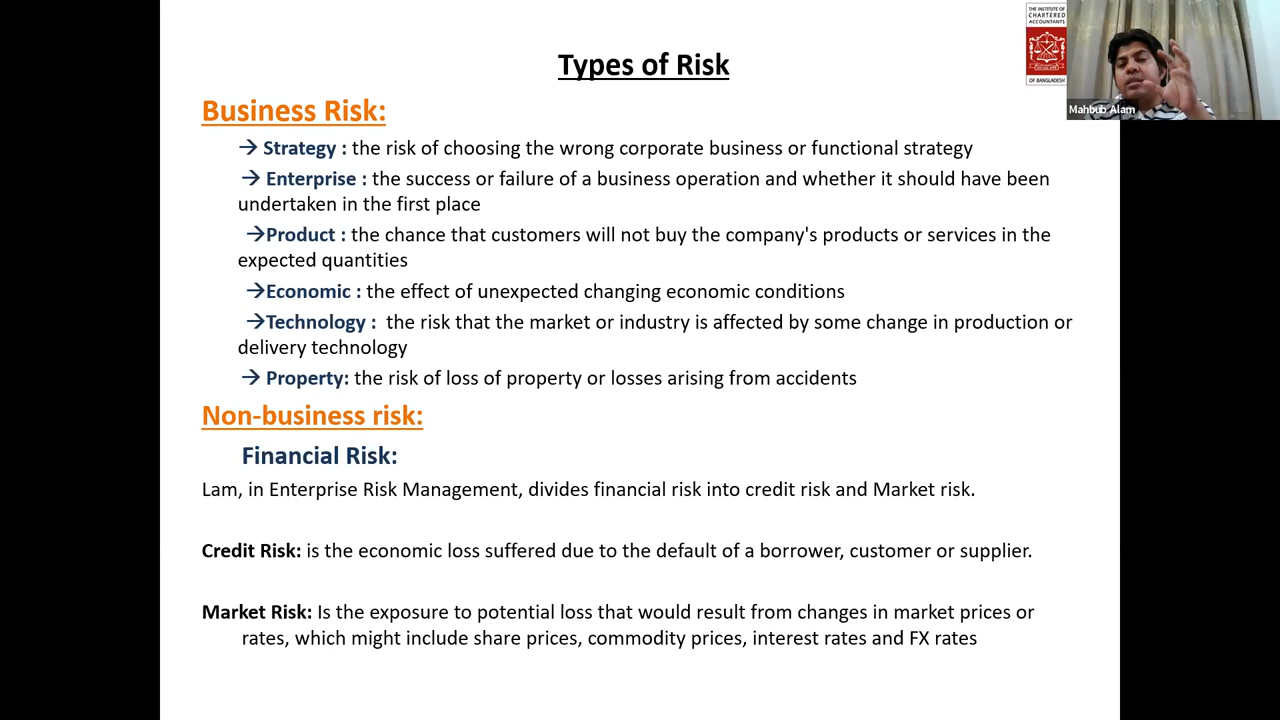 Types of Risk
THE INSTITUTE OF
CHARTERED
ACCOUNTANTS
OF BANGLADESH
Mahbub Alam
Business Risk:
→ Strategy : the risk of choosing the wrong corporate business or functional strategy
→ Enterprise : the success or failure of a business operation and whether it should have been
undertaken in the first place
→Product : the chance that customers will not buy the company's products or services in the
expected quantities
→Economic : the effect of unexpected changing economic conditions
→Technology : the risk that the market or industry is affected by some change in production or
delivery technology
→ Property: the risk of loss of property or losses arising from accidents
Non-business risk:
Financial Risk:
Lam, in Enterprise Risk Management, divides financial risk into credit risk and Market risk.
Credit Risk: is the economic loss suffered due to the default of a borrower, customer or supplier.
Market Risk: Is the exposure to potential loss that would result from changes in market prices or
rates, which might include share prices, commodity prices, interest rates and FX rates